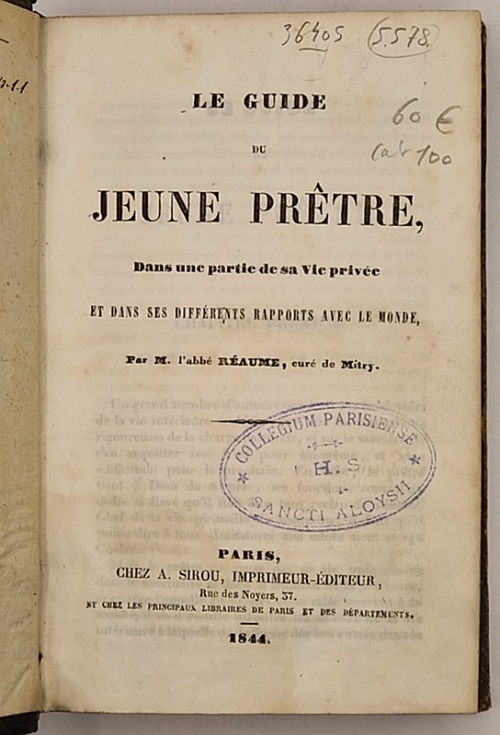 36405 (5.578.)
LE GUIDE
60 €
DU
JEUNE PRÊTRE,
Dans une partie de sa Vie privée
ET DANS SES DIFFÉRENTS RAPPORTS AVEC LE MONDE,
Par M. l'abbé RÉAUME, curé de Mitry.
COLLEGIUM PARISIENSE
I.H.S.
SANCTI ALOYSII
PARIS,
CHEZ A. SIROU, IMPRIMEUR-ÉDITEUR,
Rue des Noyers, 37.
ET CHEZ LES PRINCIPAUX LIBRAIRES DE PARIS ET DES DÉPARTEMENTS.
1844.